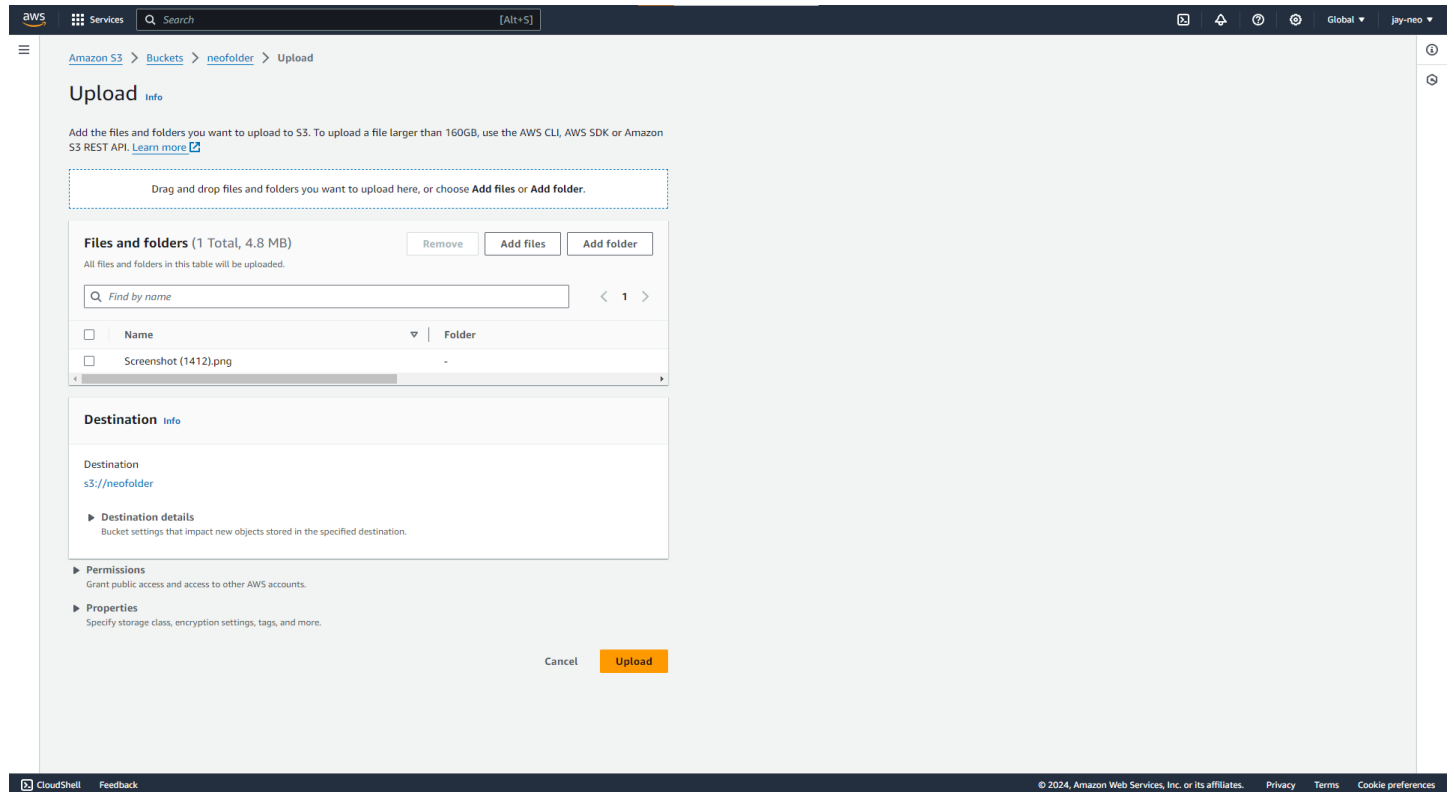 aws Services Search [Alt+S] Global jay-neo
Amazon S3 > Buckets > neofolder > Upload
Upload Info
Add the files and folders you want to upload to S3. To upload a file larger than 160GB, use the AWS CLI, AWS SDK or Amazon
S3 REST API. Learn more
Drag and drop files and folders you want to upload here, or choose Add files or Add folder.
Files and folders (1 Total, 4.8 MB) Remove Add files Add folder
All files and folders in this table will be uploaded.
Find by name 1
Name Folder
Screenshot (1412).png -
Destination Info
Destination
s3://neofolder
Destination details
Bucket settings that impact new objects stored in the specified destination.
Permissions
Grant public access and access to other AWS accounts.
Properties
Specify storage class, encryption settings, tags, and more.
Cancel Upload
CloudShell Feedback © 2024, Amazon Web Services, Inc. or its affiliates. Privacy Terms Cookie preferences